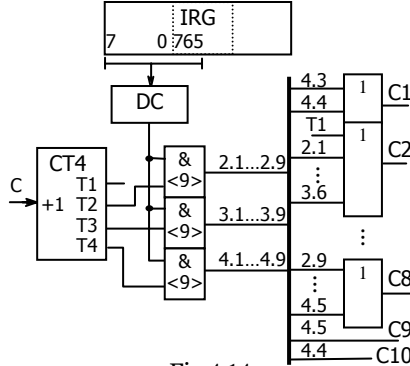 IRG
7 0 765
DC
CT4
C
+1
T1
T2
T3
T4
&
<9>
&
<9>
&
<9>
2.1...2.9
3.1...3.9
4.1...4.9
4.3
4.4
1
C1
T1
2.1
⋮
3.6
1
C2
⋮
2.9
⋮
4.5
1
C8
4.5
C9
4.4
C10